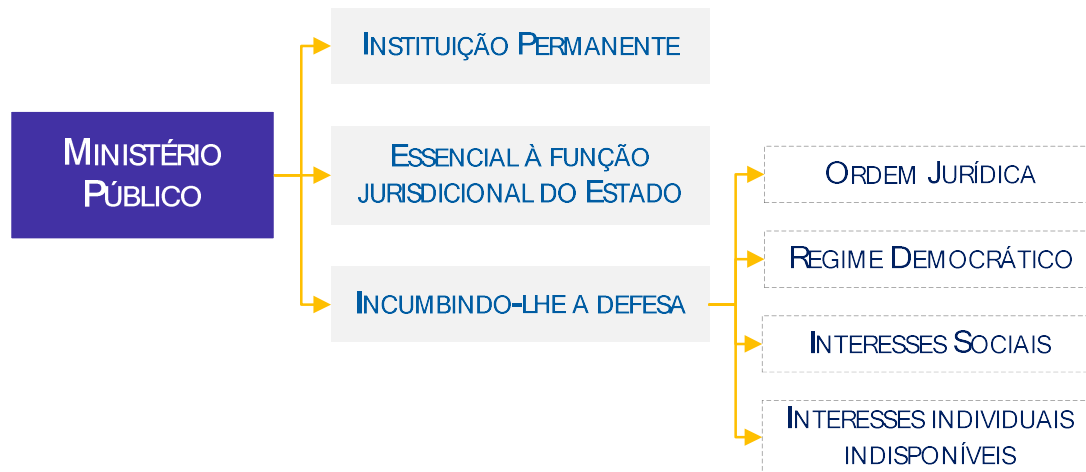 MINISTÉRIO
PÚBLICO
INSTITUIÇÃO PERMANENTE
ESSENCIAL À FUNÇÃO
JURISDICIONAL DO ESTADO
INCUMBINDO-LHE A DEFESA
ORDEM JURÍDICA
REGIME DEMOCRÁTICO
INTERESSES SOCIAIS
INTERESSES INDIVIDUAIS
INDISPONÍVEIS